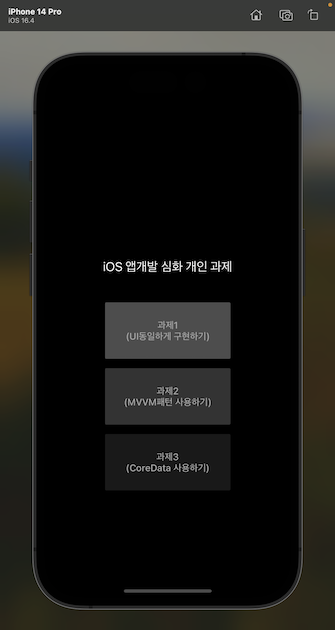 iPhone 14 Pro
iOS 16.4
iOS 앱개발 심화 개인 과제
과제1
(UI동일하게 구현하기)
과제2
(MVVM패턴 사용하기)
과제3
(CoreData 사용하기)